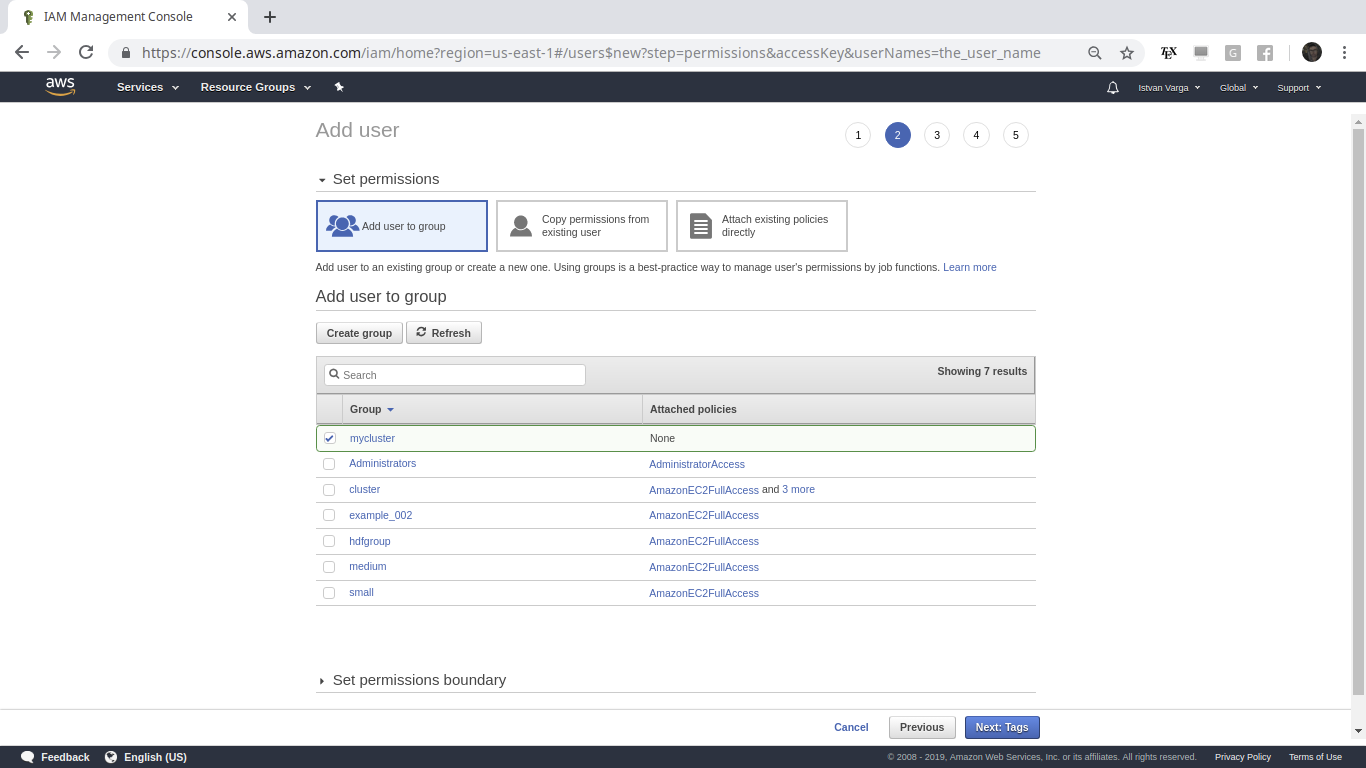 IAM Management Console
https://console.aws.amazon.com/iam/home?region=us-east-1#/users$new?step=permissions&accessKey&userNames=the_user_name
TEX
G
aws
Services
Resource Groups
Istvan Varga
Global
Support
Add user
1
2
3
4
5
Set permissions
Add user to group
Copy permissions from
existing user
Attach existing policies
directly
Add user to an existing group or create a new one. Using groups is a best-practice way to manage user's permissions by job functions. Learn more
Add user to group
Create group
Refresh
Search
Showing 7 results
Group
Attached policies
mycluster None
Administrators AdministratorAccess
cluster AmazonEC2FullAccess and 3 more
example_002 AmazonEC2FullAccess
hdfgroup AmazonEC2FullAccess
medium AmazonEC2FullAccess
small AmazonEC2FullAccess
Set permissions boundary
Cancel
Previous
Next: Tags
Feedback
English (US)
© 2008 - 2019, Amazon Web Services, Inc. or its affiliates. All rights reserved.
Privacy Policy
Terms of Use